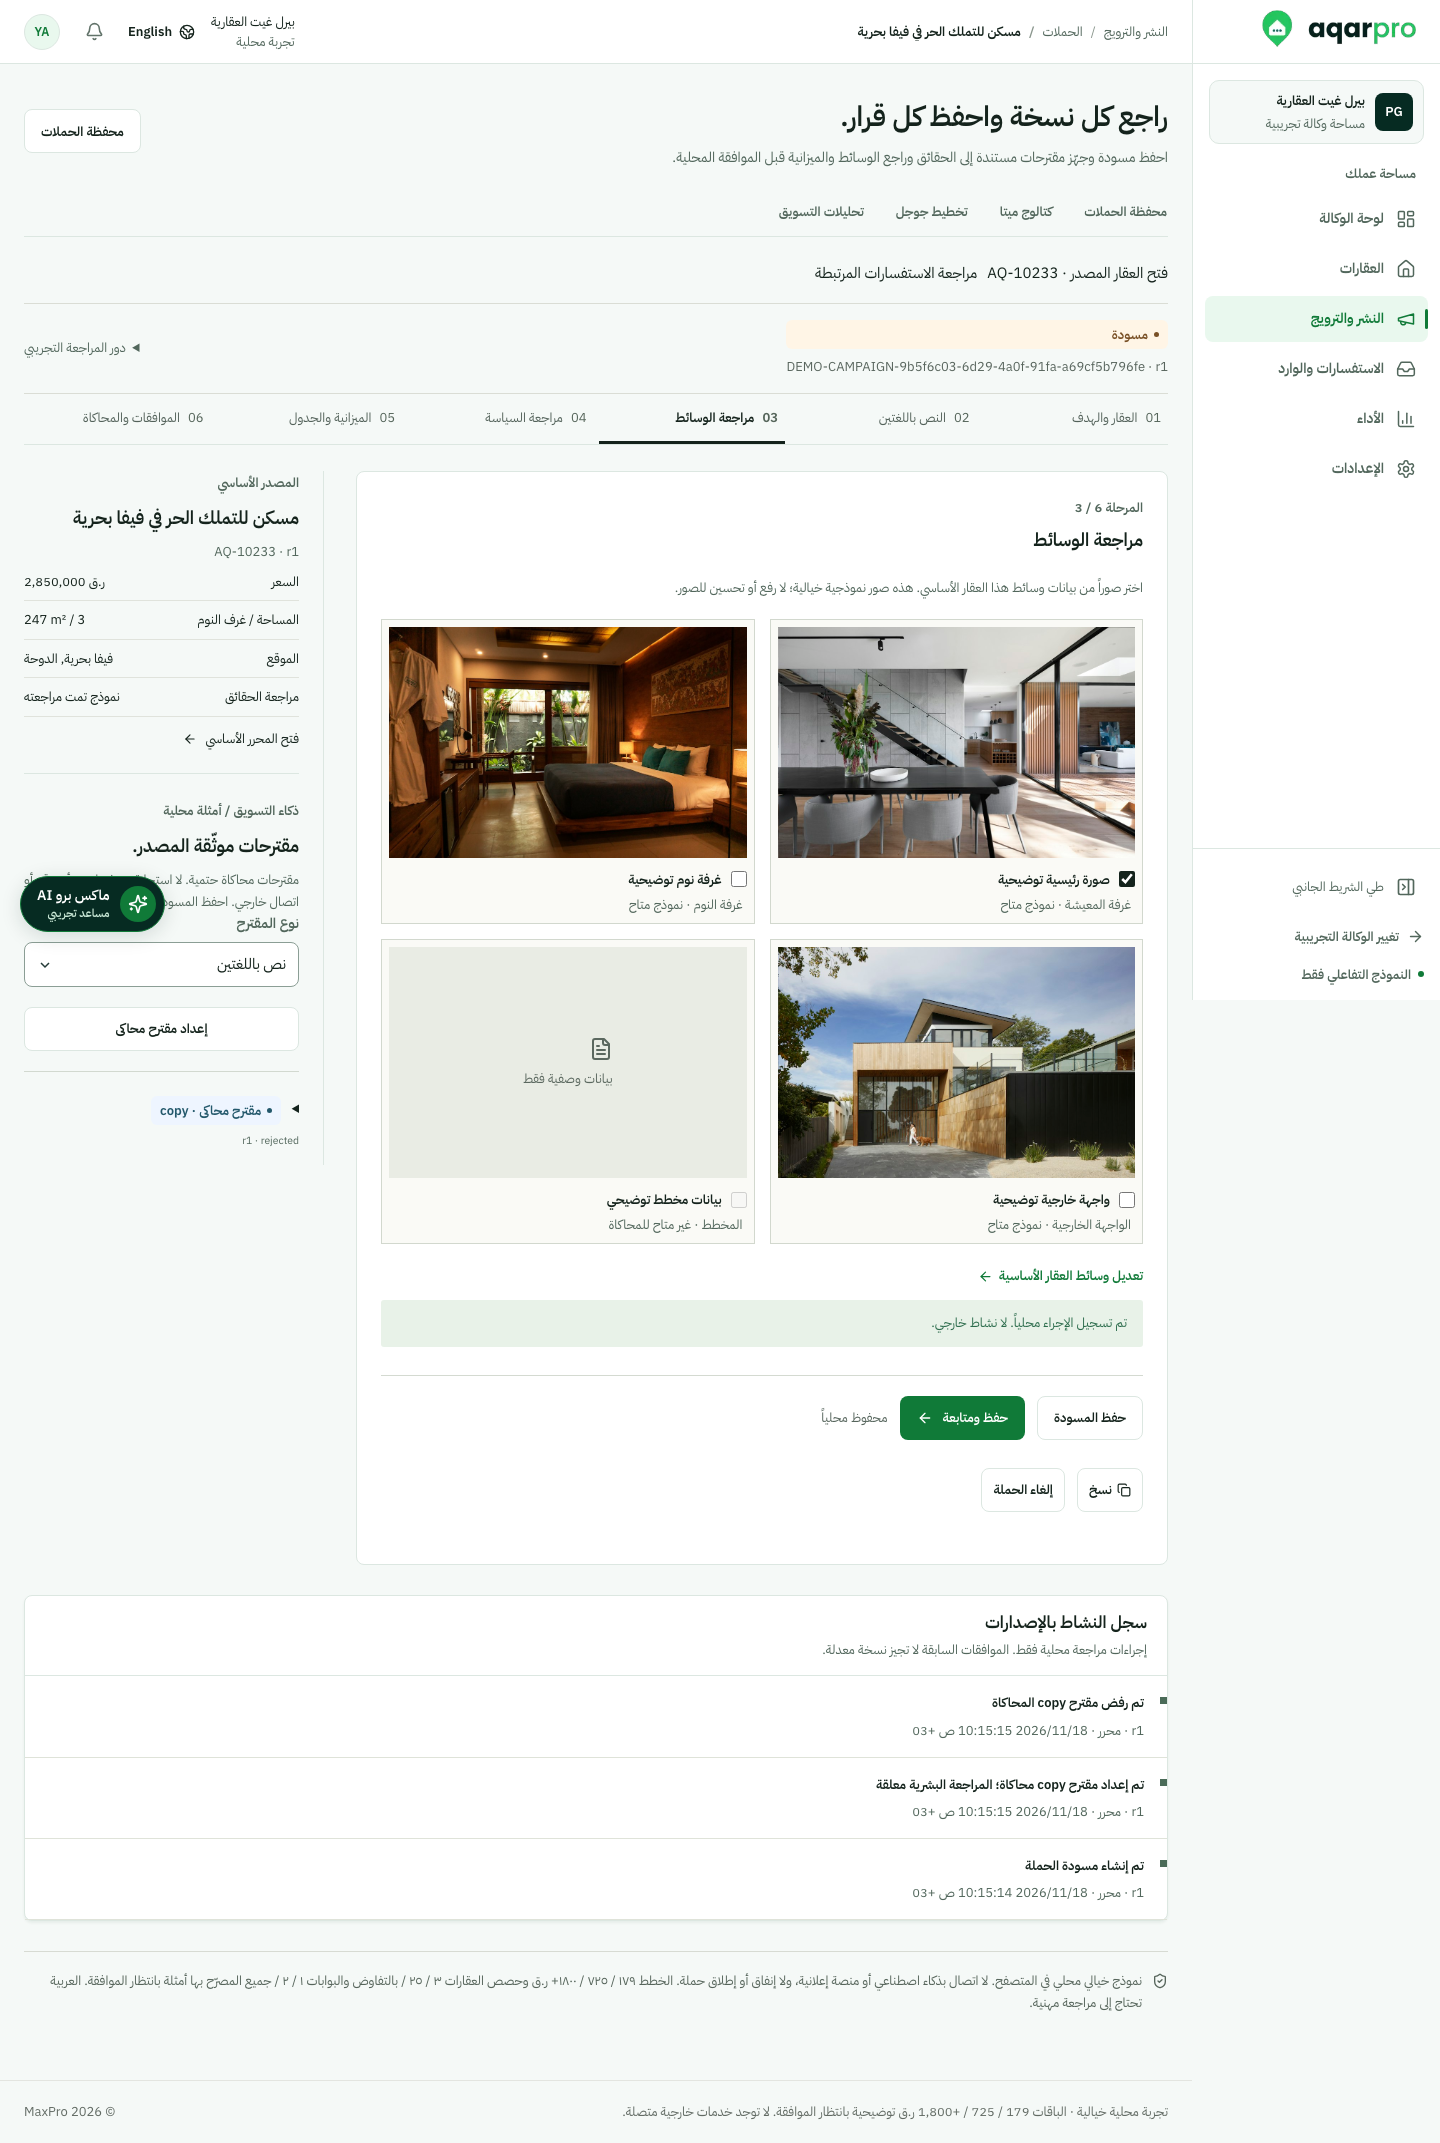 aqarpro
بيرل غيت العقارية
مساحة وكالة تجريبية
PG
مساحة عملك
لوحة الوكالة
العقارات
النشر والترويج
الاستفسارات والوارد
الأداء
الإعدادات
طي الشريط الجانبي
تغيير الوكالة التجريبية
النموذج التفاعلي فقط
النشر والترويج / الحملات / مسكن للتملك الحر في فيفا بحرية
بيرل غيت العقارية
تجربة محلية
English
YA
راجع كل نسخة واحفظ كل قرار.
احفظ مسودة وجهّز مقترحات مستندة إلى الحقائق وراجع الوسائط والميزانية قبل الموافقة المحلية.
محفظة الحملات
محفظة الحملات
كتالوج ميتا
تخطيط جوجل
تحليلات التسويق
فتح العقار المصدر · AQ-10233
مراجعة الاستفسارات المرتبطة
مسودة
DEMO-CAMPAIGN-9b5f6c03-6d29-4a0f-91fa-a69cf5b796fe · r1
دور المراجعة التجريبي
01 العقار والهدف
02 النص باللغتين
03 مراجعة الوسائط
04 مراجعة السياسة
05 الميزانية والجدول
06 الموافقات والمحاكاة
المرحلة 6 / 3
مراجعة الوسائط
اختر صوراً من بيانات وسائط هذا العقار الأساسي. هذه صور نموذجية خيالية؛ لا رفع أو تحسين للصور.
صورة رئيسية توضيحية
غرفة المعيشة · نموذج متاح
غرفة نوم توضيحية
غرفة النوم · نموذج متاح
واجهة خارجية توضيحية
الواجهة الخارجية · نموذج متاح
بيانات وصفية فقط
بيانات مخطط توضيحي
المخطط · غير متاح للمحاكاة
تعديل وسائط العقار الأساسية
تم تسجيل الإجراء محلياً. لا نشاط خارجي.
حفظ المسودة
حفظ ومتابعة
محفوظ محلياً
نسخ
إلغاء الحملة
المصدر الأساسي
مسكن للتملك الحر في فيفا بحرية
AQ-10233 · r1
السعر
ر.ق 2,850,000
المساحة / غرف النوم
247 m² / 3
الموقع
فيفا بحرية, الدوحة
مراجعة الحقائق
نموذج تمت مراجعته
فتح المحرر الأساسي
ذكاء التسويق / أمثلة محلية
مقترحات موثّقة المصدر.
مقترحات محاكاة حتمية. لا
اتصال خارجي. احفظ
ماكس برو AI
مساعد تجريبي
نوع المقترح
نص باللغتين
إعداد مقترح محاكى
مقترح محاكى · copy
r1 · rejected
سجل النشاط بالإصدارات
إجراءات مراجعة محلية فقط. الموافقات السابقة لا تجيز نسخة معدلة.
تم رفض مقترح copy المحاكاة
r1 · محرر · 2026/11/18 10:15:15 ص +03
تم إعداد مقترح copy محاكاة؛ المراجعة البشرية معلقة
r1 · محرر · 2026/11/18 10:15:15 ص +03
تم إنشاء مسودة الحملة
r1 · محرر · 2026/11/18 10:15:14 ص +03
نموذج خيالي محلي في المتصفح. لا اتصال بذكاء اصطناعي أو منصة إعلانية، ولا إنفاق أو إطلاق حملة. الخطط ١٧٩ / ٧٢٥ / ١٨٠٠+ ر.ق وحصص العقارات ٣ / ٢٥ / بالتفاوض والبوابات ١ / ٢ / جميع المصرّح بها أمثلة بانتظار الموافقة. العربية
تحتاج إلى مراجعة مهنية.
تجربة محلية خيالية · الباقات 179 / 725 / +1,800 ر.ق توضيحية بانتظار الموافقة. لا توجد خدمات خارجية متصلة.
© 2026 MaxPro